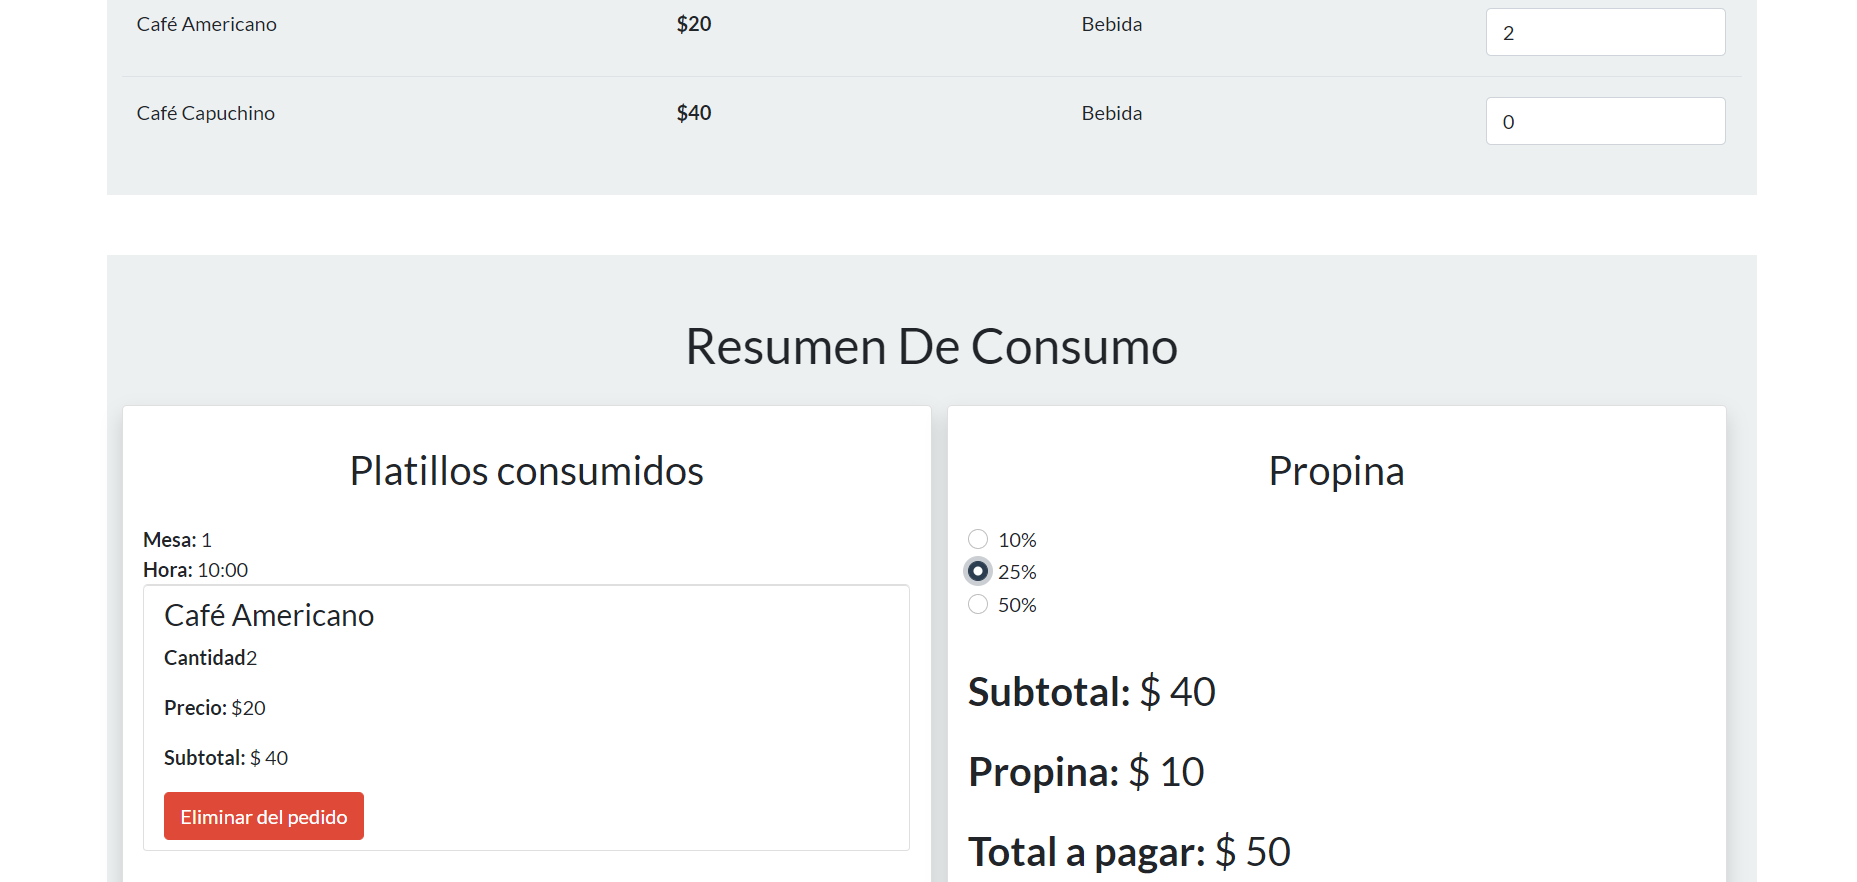 Café Americano $20 Bebida 2
Café Capuchino $40 Bebida 0
Resumen De Consumo
Platillos consumidos
Mesa: 1
Hora: 10:00
Café Americano
Cantidad2
Precio: $20
Subtotal: $ 40
Eliminar del pedido
Propina
10%
25%
50%
Subtotal: $ 40
Propina: $ 10
Total a pagar: $ 50